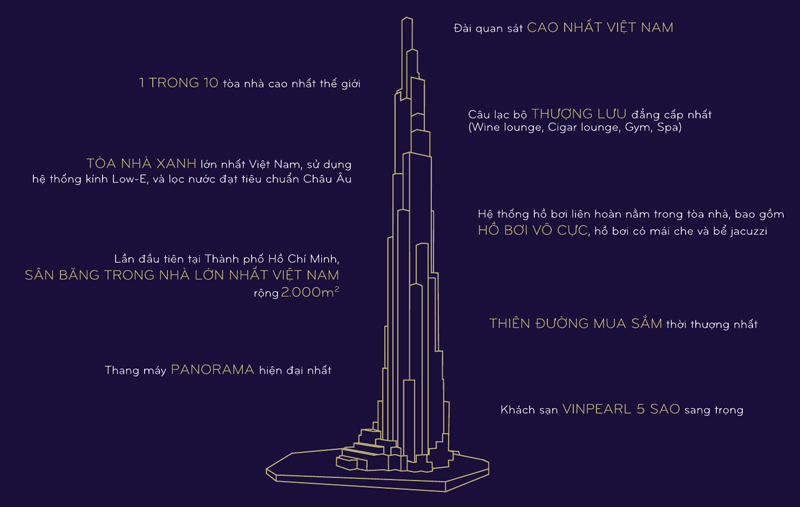 Đài quan sát CAO NHẤT VIỆT NAM
1 TRONG 10 tòa nhà cao nhất thế giới
Câu lạc bộ THƯỢNG LƯU đẳng cấp nhất
(Wine lounge, Cigar lounge, Gym, Spa)
TÒA NHÀ XANH lớn nhất Việt Nam, sử dụng
hệ thống kính Low-E, và lọc nước đạt tiêu chuẩn Châu Âu
Hệ thống hồ bơi liên hoàn nằm trong tòa nhà, bao gồm
HỒ BƠI VÔ CỰC, hồ bơi có mái che và bể jacuzzi
Lần đầu tiên tại Thành phố Hồ Chí Minh,
SÂN BĂNG TRONG NHÀ LỚN NHẤT VIỆT NAM
rộng 2.000m²
THIÊN ĐƯỜNG MUA SẮM thời thượng nhất
Thang máy PANORAMA hiện đại nhất
Khách sạn VINPEARL 5 SAO sang trọng